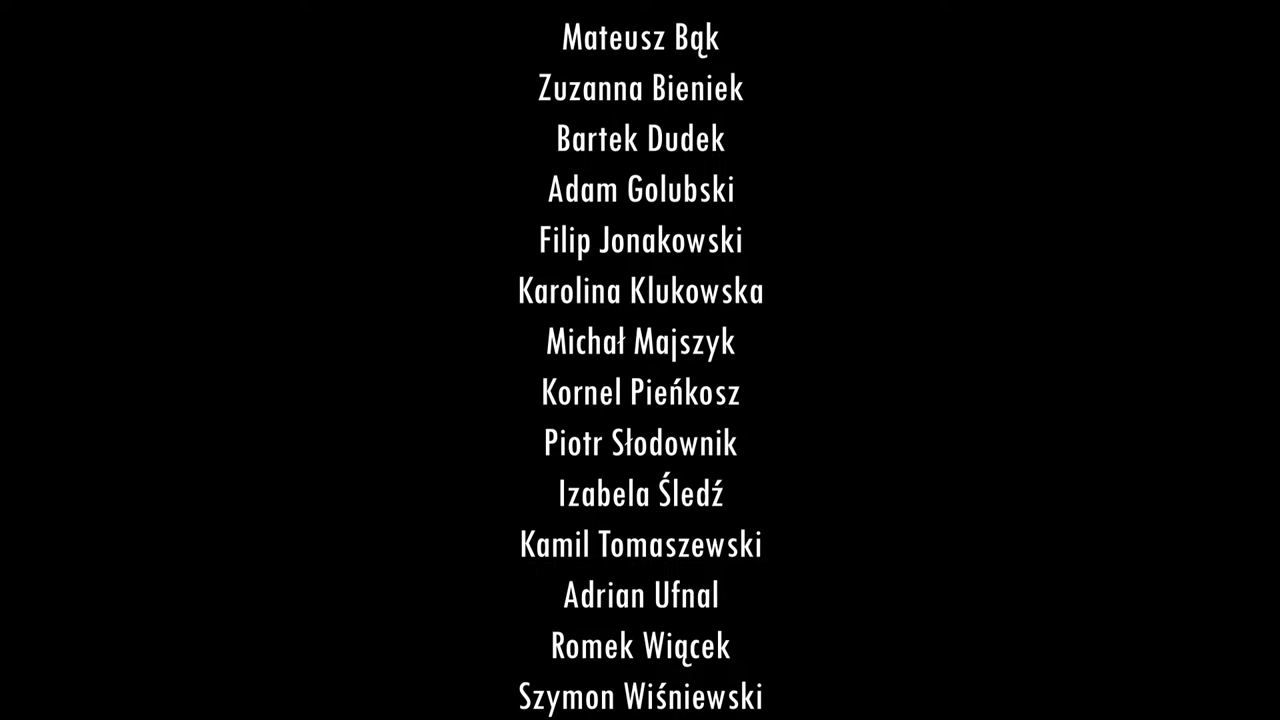 Mateusz Bąk
Zuzanna Bieniek
Bartek Dudek
Adam Golubski
Filip Jonakowski
Karolina Klukowska
Michał Majszyk
Kornel Pieńkosz
Piotr Słodownik
Izabela Śledź
Kamil Tomaszewski
Adrian Ufnal
Romek Wiącek
Szymon Wiśniewski